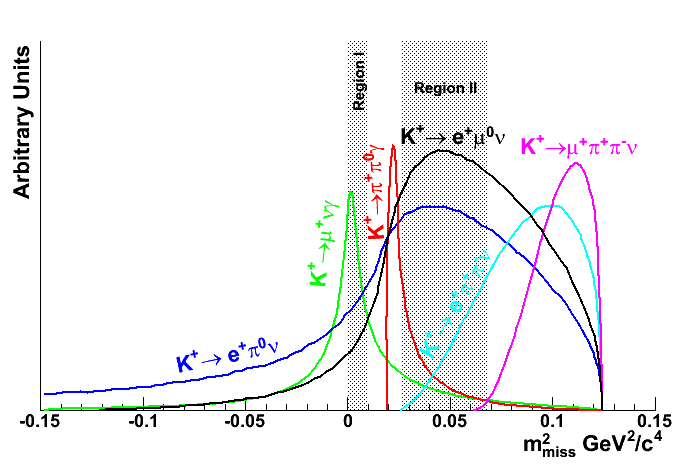 Arbitrary Units
Region I
Region II
K⁺→ e⁺μ⁰ν
K⁺→μ⁺π⁺π⁻ν
K⁺→π⁺π⁰γ
K⁺→μ⁺νγ
K⁺→ e⁺π⁺π⁻ν
K⁺→ e⁺π⁰ν
-0.15 -0.1 -0.05 0 0.05 0.1 0.15
m²miss GeV²/c⁴